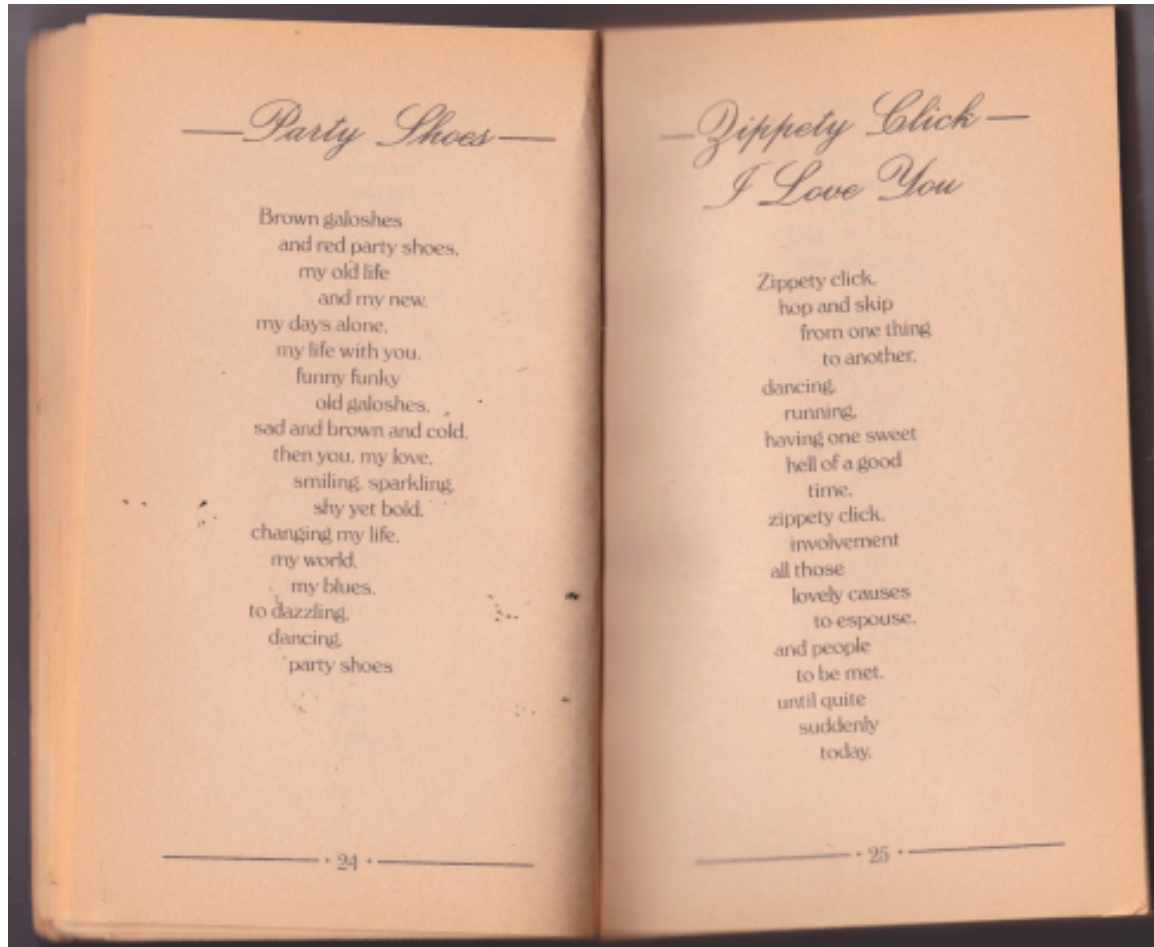 Party Shoes
Brown galoshes
and red party shoes,
my old life
and my new,
my days alone,
my life with you,
funny funky
old galoshes,
sad and brown and cold,
then you, my love,
smiling, sparkling,
shy yet bold,
changing my life,
my world,
my blues,
to dazzling,
dancing,
party shoes
24
Zippety Click
I Love You
Zippety click,
hop and skip
from one thing
to another,
dancing,
running,
having one sweet
hell of a good
time,
zippety click,
involvement
all those
lovely causes
to espouse,
and people
to be met,
until quite
suddenly
today,
25